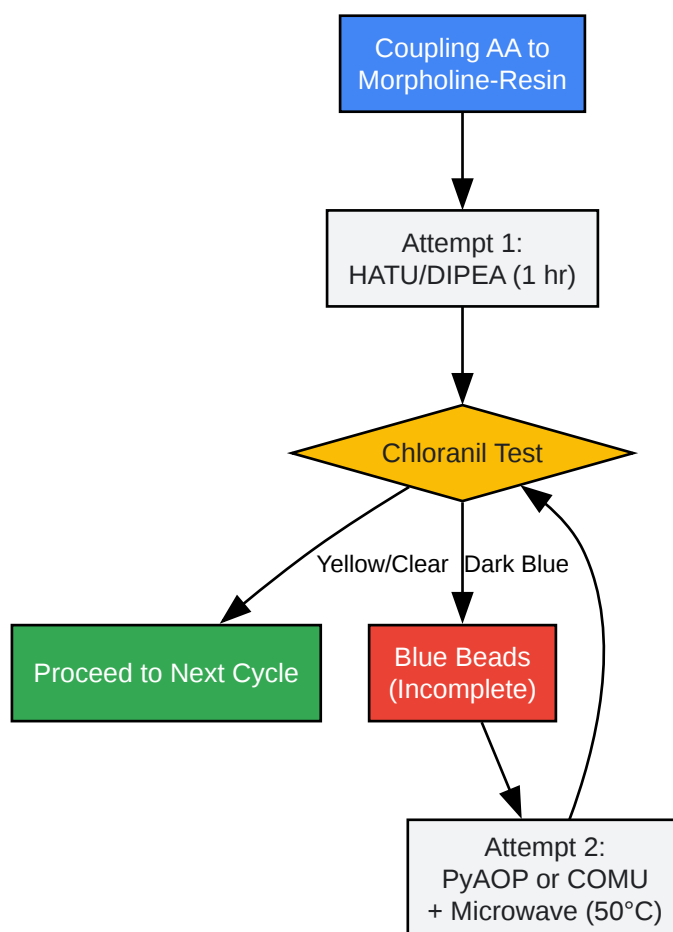 Coupling AA to
Morpholine-Resin
Attempt 1:
HATU/DIPEA (1 hr)
Chloranil Test
Yellow/Clear
Dark Blue
Proceed to Next Cycle
Blue Beads
(Incomplete)
Attempt 2:
PyAOP or COMU
+ Microwave (50°C)